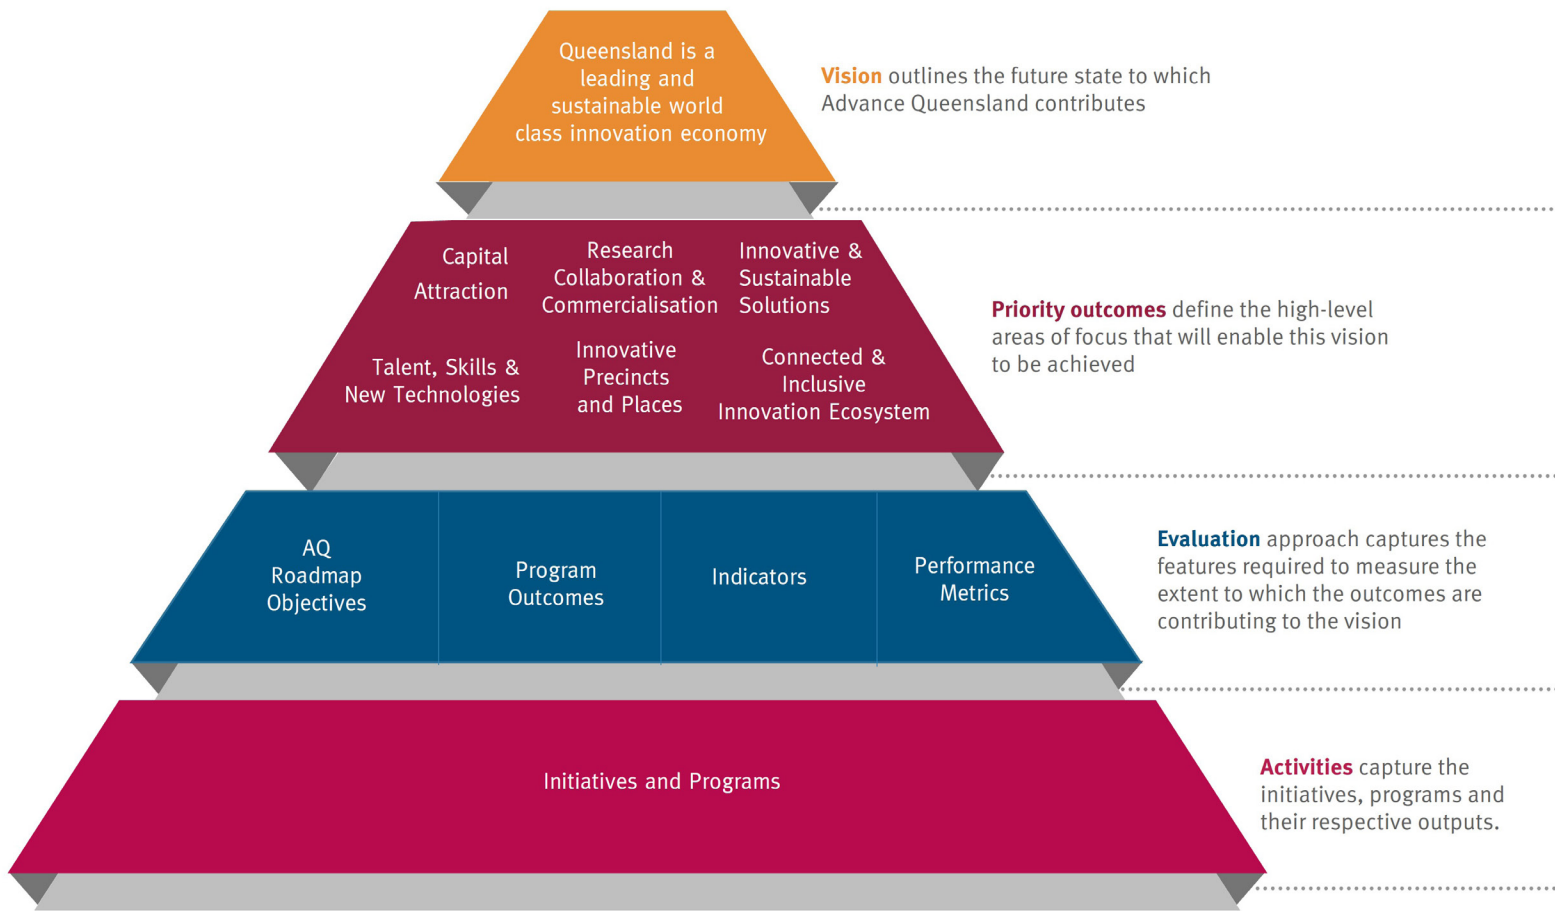 Queensland is a
leading and
sustainable world
class innovation economy
Vision outlines the future state to which
Advance Queensland contributes
Capital
Attraction
Research
Collaboration &
Commercialisation
Innovative &
Sustainable
Solutions
Talent, Skills &
New Technologies
Innovative
Precincts
and Places
Connected &
Inclusive
Innovation Ecosystem
Priority outcomes define the high-level
areas of focus that will enable this vision
to be achieved
AQ
Roadmap
Objectives
Program
Outcomes
Indicators
Performance
Metrics
Evaluation approach captures the
features required to measure the
extent to which the outcomes are
contributing to the vision
Initiatives and Programs
Activities capture the
initiatives, programs and
their respective outputs.